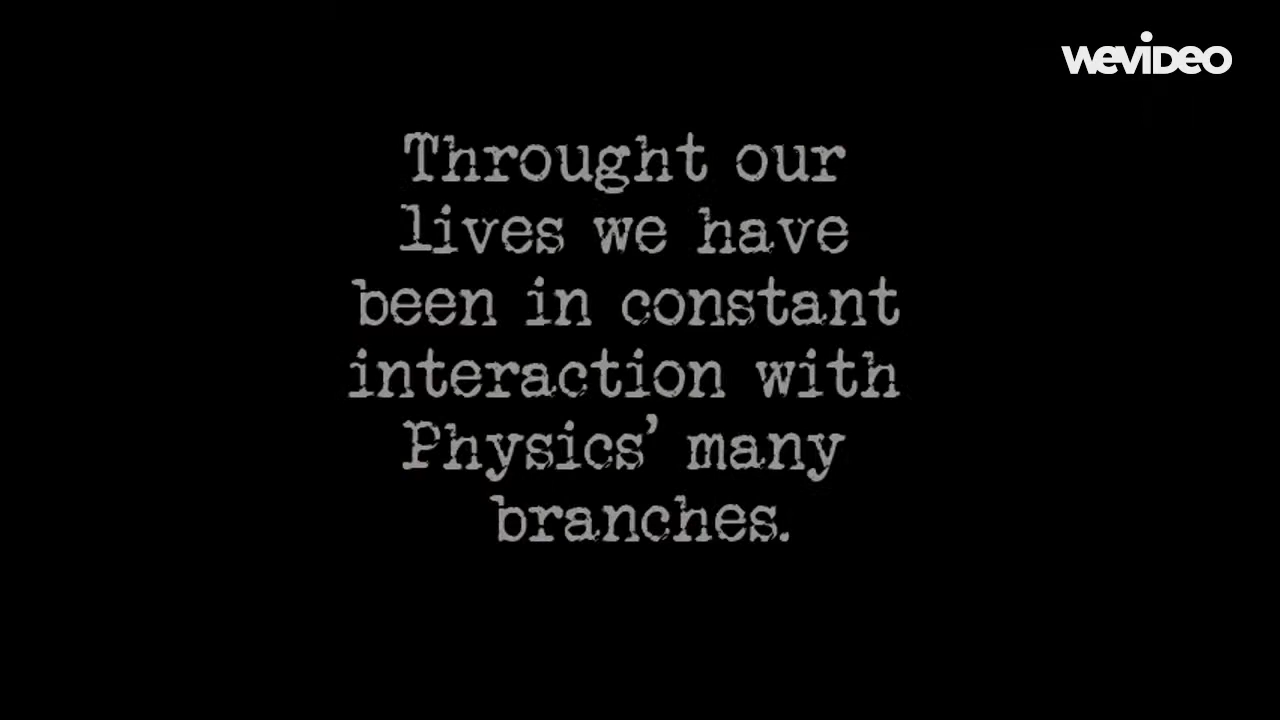 wevideo
Throught our
lives we have
been in constant
interaction with
Physics' many
branches.